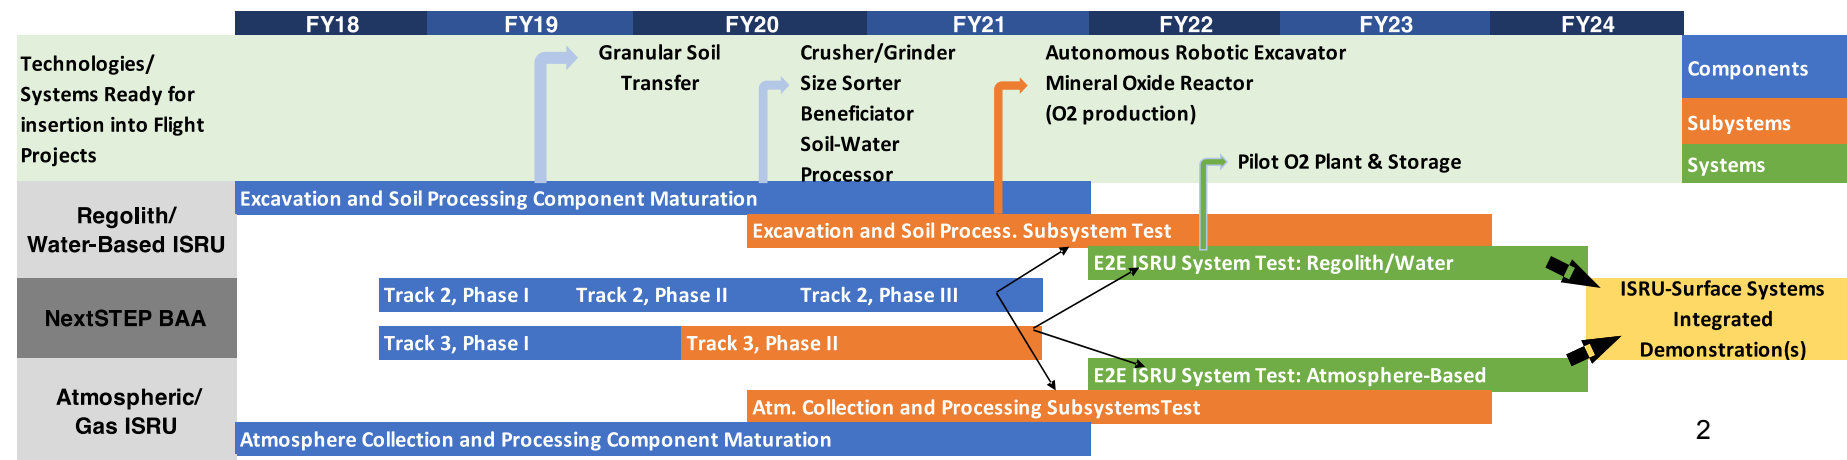 FY18 FY19 FY20 FY21 FY22 FY23 FY24
Technologies/
Systems Ready for
insertion into Flight
Projects
Granular Soil
Transfer
Crusher/Grinder
Size Sorter
Beneficiator
Soil-Water
Processor
Autonomous Robotic Excavator
Mineral Oxide Reactor
(O2 production)
Pilot O2 Plant & Storage
Components
Subystems
Systems
Regolith/
Water-Based ISRU
Excavation and Soil Processing Component Maturation
Excavation and Soil Process. Subsystem Test
E2E ISRU System Test: Regolith/Water
NextSTEP BAA
Track 2, Phase I Track 2, Phase II Track 2, Phase III
Track 3, Phase I Track 3, Phase II
ISRU-Surface Systems
Integrated
Demonstration(s)
Atmospheric/
Gas ISRU
E2E ISRU System Test: Atmosphere-Based
Atm. Collection and Processing SubsystemsTest
Atmosphere Collection and Processing Component Maturation
2